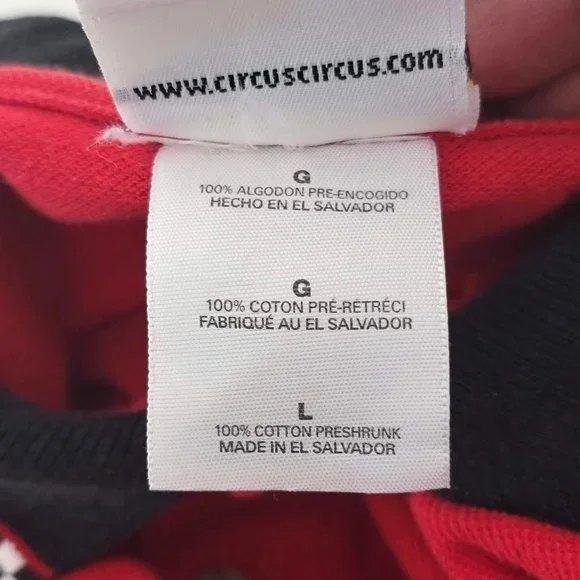 www.circuscircus.com
G
100% ALGODON PRE-ENCOGIDO
HECHO EN EL SALVADOR
G
100% COTON PRÉ-RÉTRÉCI
FABRIQUÉ AU EL SALVADOR
L
100% COTTON PRESHRUNK
MADE IN EL SALVADOR